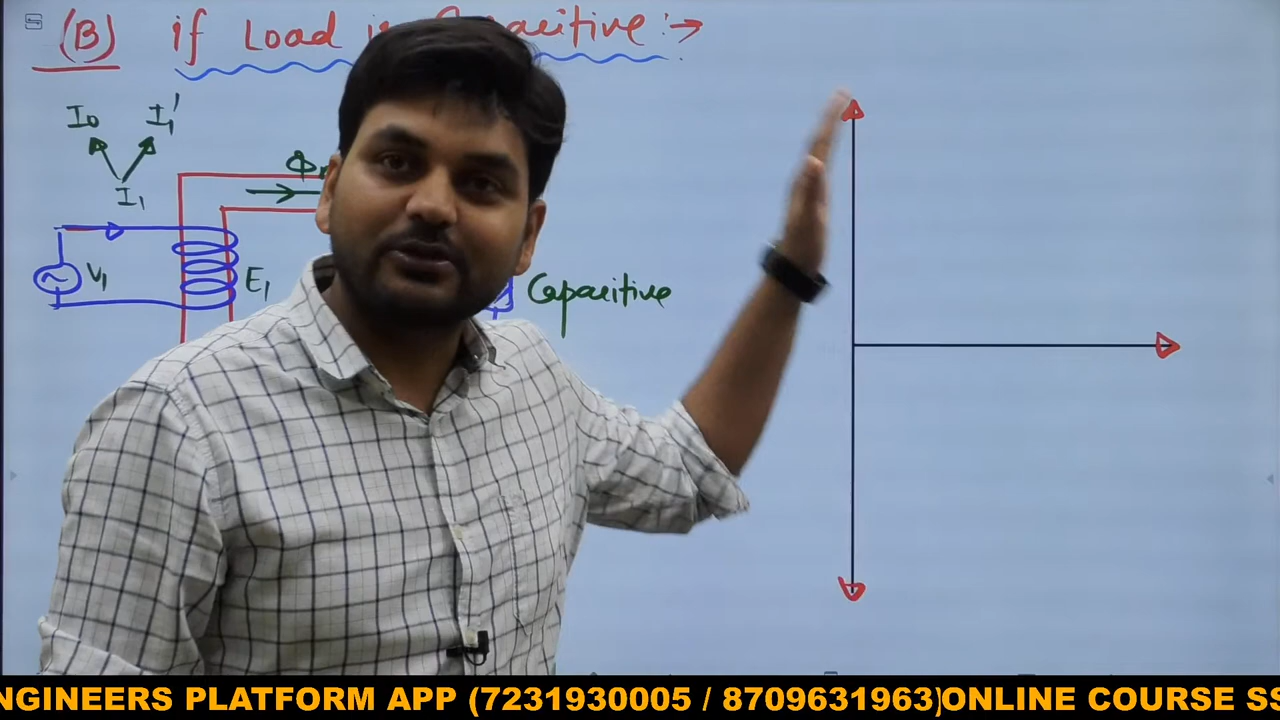 (B) if Load Capacitive :→
I0 I1'
Φ
I1
V1 E1 Capacitive
NGINEERS PLATFORM APP (7231930005 / 8709631963)ONLINE COURSE SS